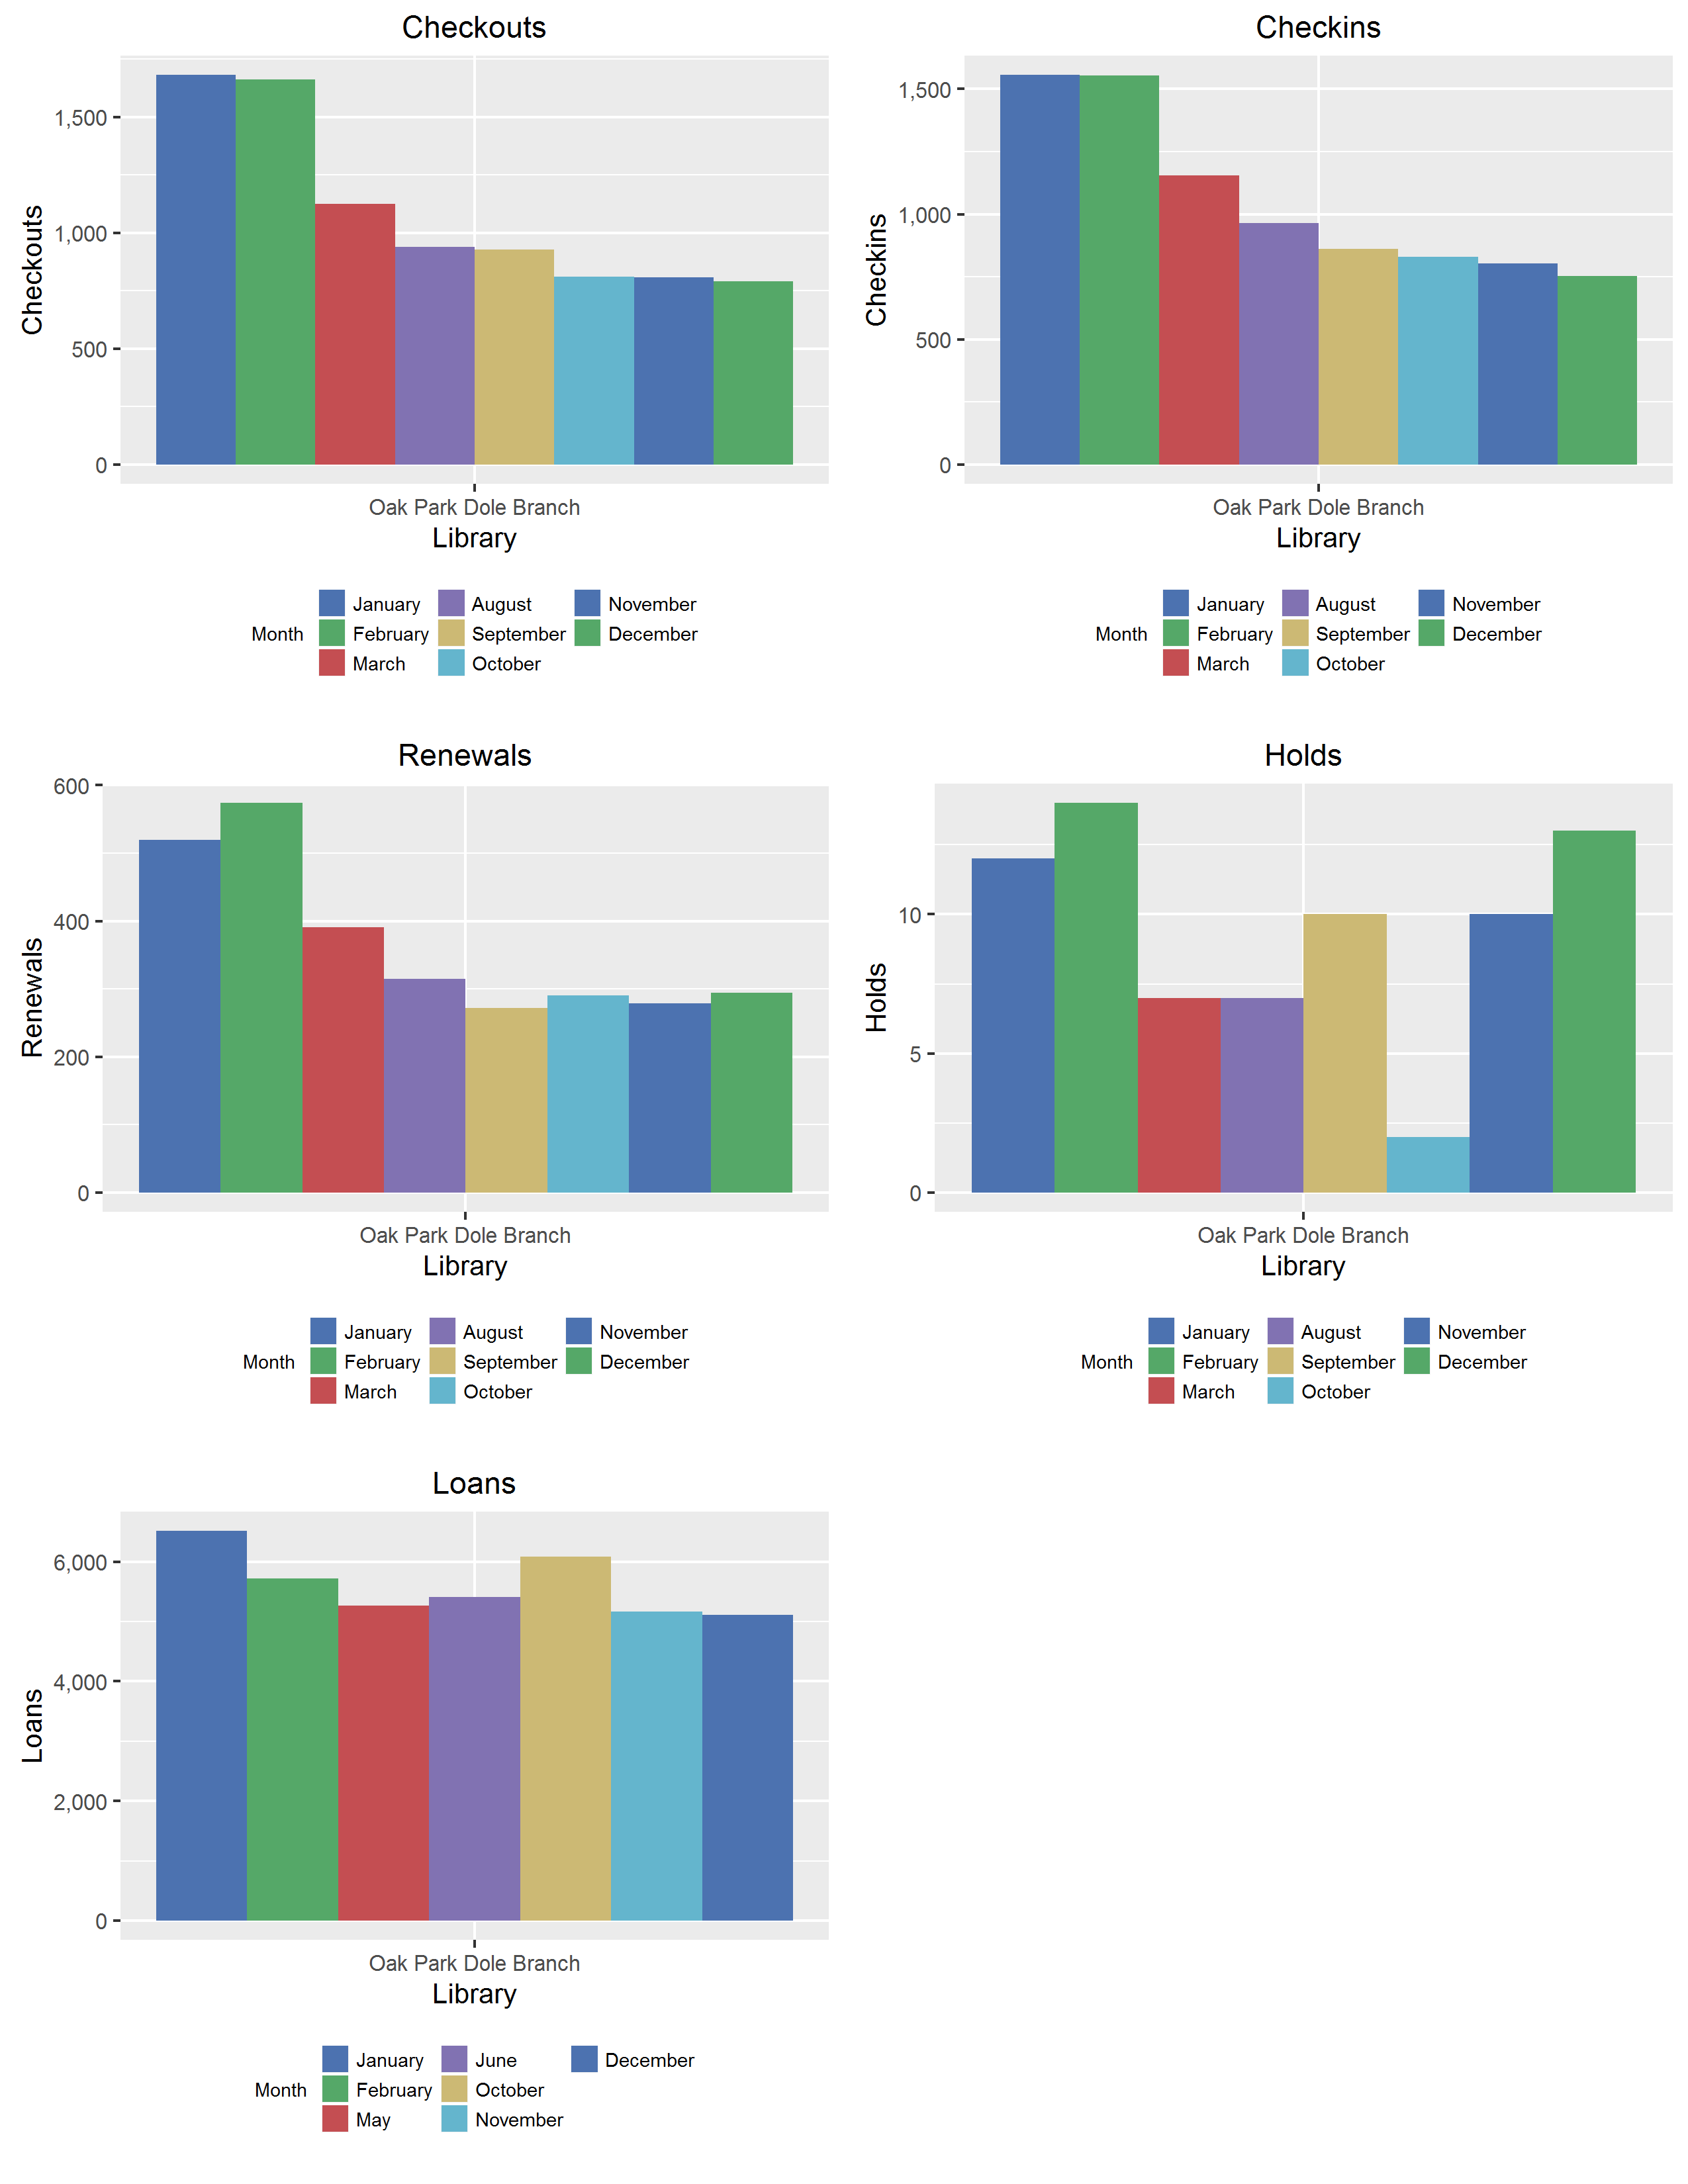 Checkouts
1,500
1,000
500
0
Checkouts
Oak Park Dole Branch
Library
Month
January
February
March
August
September
October
November
December
Checkins
1,500
1,000
500
0
Checkins
Oak Park Dole Branch
Library
Month
January
February
March
August
September
October
November
December
Renewals
600
400
200
0
Renewals
Oak Park Dole Branch
Library
Month
January
February
March
August
September
October
November
December
Holds
10
5
0
Holds
Oak Park Dole Branch
Library
Month
January
February
March
August
September
October
November
December
Loans
6,000
4,000
2,000
0
Loans
Oak Park Dole Branch
Library
Month
January
February
May
June
October
November
December